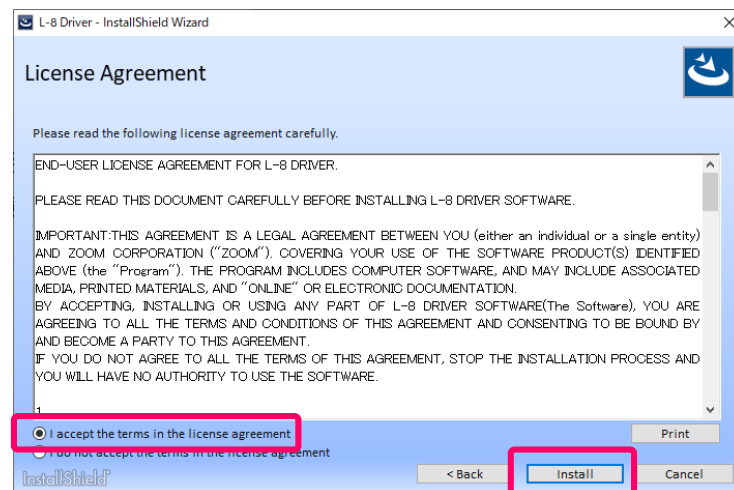 L-8 Driver - InstallShield Wizard
License Agreement
Please read the following license agreement carefully.
END-USER LICENSE AGREEMENT FOR L-8 DRIVER.
PLEASE READ THIS DOCUMENT CAREFULLY BEFORE INSTALLING L-8 DRIVER SOFTWARE.
IMPORTANT:THIS AGREEMENT IS A LEGAL AGREEMENT BETWEEN YOU (either an individual or a single entity)
AND ZOOM CORPORATION ("ZOOM"). COVERING YOUR USE OF THE SOFTWARE PRODUCT(S) IDENTIFIED
ABOVE (the "Program"). THE PROGRAM INCLUDES COMPUTER SOFTWARE, AND MAY INCLUDE ASSOCIATED
MEDIA, PRINTED MATERIALS, AND "ONLINE" OR ELECTRONIC DOCUMENTATION.
BY ACCEPTING, INSTALLING OR USING ANY PART OF L-8 DRIVER SOFTWARE(The Software), YOU ARE
AGREEING TO ALL THE TERMS AND CONDITIONS OF THIS AGREEMENT AND CONSENTING TO BE BOUND BY
AND BECOME A PARTY TO THIS AGREEMENT.
IF YOU DO NOT AGREE TO ALL THE TERMS OF THIS AGREEMENT, STOP THE INSTALLATION PROCESS AND
YOU WILL HAVE NO AUTHORITY TO USE THE SOFTWARE.
1
I accept the terms in the license agreement
Print
I do not accept the terms in the license agreement
InstallShield
< Back
Install
Cancel